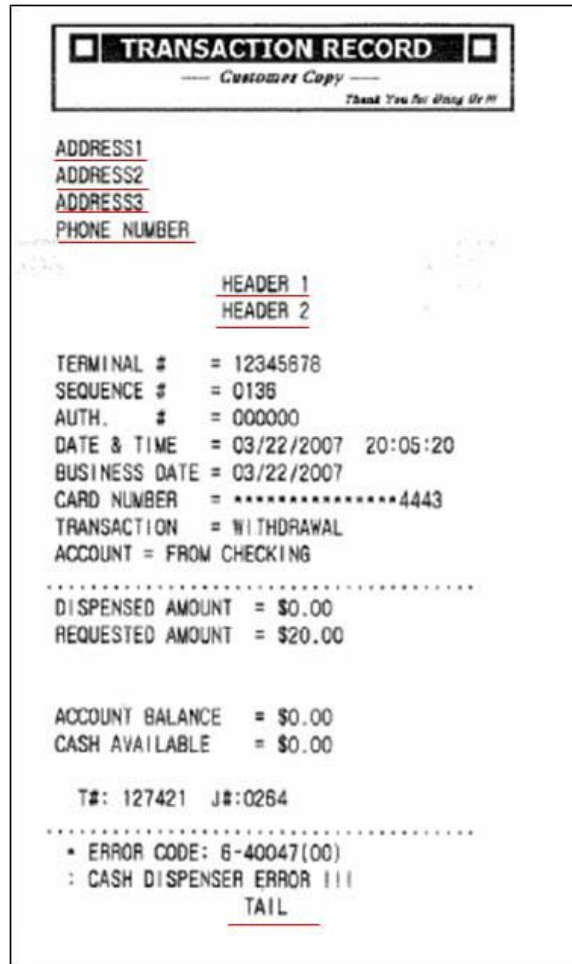 TRANSACTION RECORD
Customer Copy
Thank You For Using Us !!!
ADDRESS1
ADDRESS2
ADDRESS3
PHONE NUMBER
HEADER 1
HEADER 2
TERMINAL # = 12345678
SEQUENCE # = 0136
AUTH. # = 000000
DATE & TIME = 03/22/2007 20:05:20
BUSINESS DATE = 03/22/2007
CARD NUMBER = ***************4443
TRANSACTION = WITHDRAWAL
ACCOUNT = FROM CHECKING
DISPENSED AMOUNT = $0.00
REQUESTED AMOUNT = $20.00
ACCOUNT BALANCE = $0.00
CASH AVAILABLE = $0.00
T#: 127421 J#:0264
* ERROR CODE: 6-40047(00)
: CASH DISPENSER ERROR !!!
TAIL